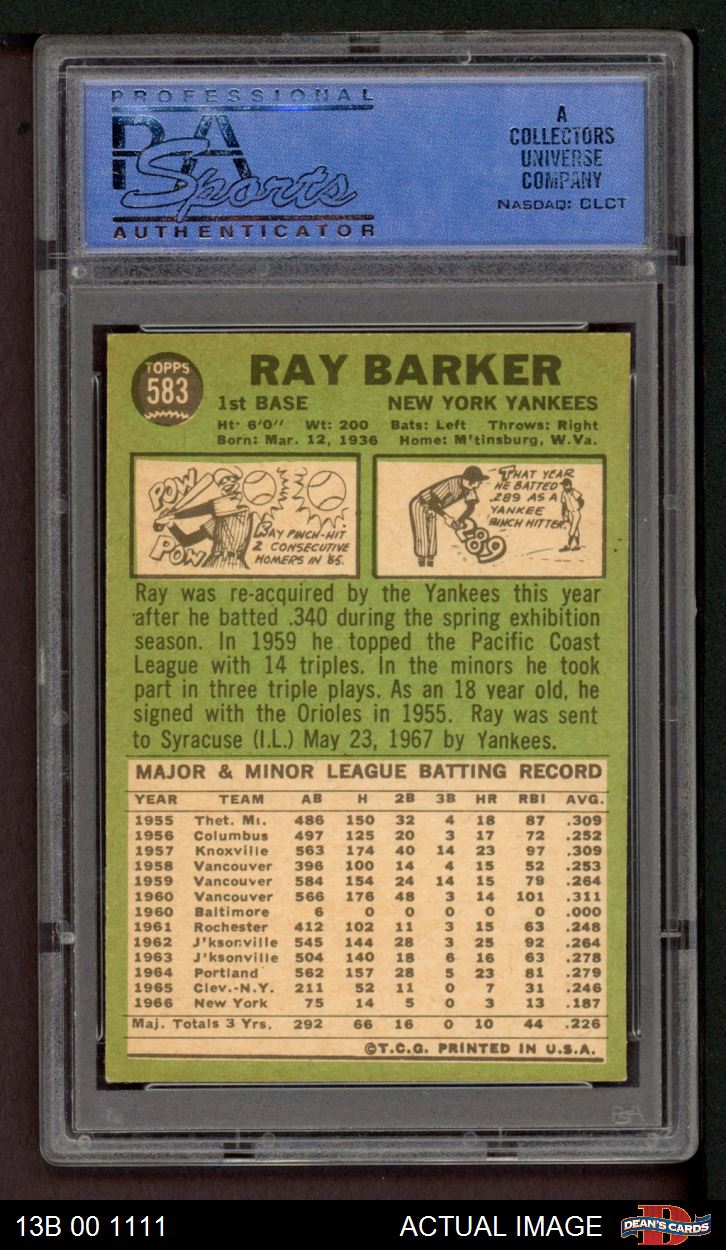 PROFESSIONAL
PSA
Sports
AUTHENTICATOR
A
COLLECTORS
UNIVERSE
COMPANY
NASDAQ: CLCT
TOPPS
583
RAY BARKER
1st BASE NEW YORK YANKEES
Ht· 6'0" Wt: 200 Bats: Left Throws: Right
Born: Mar. 12, 1936 Home: M'tinsburg, W.Va.
POW
POW
RAY PINCH-HIT
2 CONSECUTIVE
HOMERS IN '65.
THAT YEAR
HE BATTED
.289 AS A
YANKEE
PINCH HITTER.
289
Ray was re-acquired by the Yankees this year
after he batted .340 during the spring exhibition
season. In 1959 he topped the Pacific Coast
League with 14 triples. In the minors he took
part in three triple plays. As an 18 year old, he
signed with the Orioles in 1955. Ray was sent
to Syracuse (I.L.) May 23, 1967 by Yankees.
MAJOR & MINOR LEAGUE BATTING RECORD
YEAR TEAM AB H 2B 3B HR RBI AVG.
1955 Thet. Mi. 486 150 32 4 18 87 .309
1956 Columbus 497 125 20 3 17 72 .252
1957 Knoxville 563 174 40 14 23 97 .309
1958 Vancouver 396 100 14 4 15 52 .253
1959 Vancouver 584 154 24 14 15 79 .264
1960 Vancouver 566 176 48 3 14 101 .311
1960 Baltimore 6 0 0 0 0 0 .000
1961 Rochester 412 102 11 3 15 63 .248
1962 J'ksonville 545 144 28 3 25 92 .264
1963 J'ksonville 504 140 18 6 16 63 .278
1964 Portland 562 157 28 5 23 81 .279
1965 Clev.-N.Y. 211 52 11 0 7 31 .246
1966 New York 75 14 5 0 3 13 .187
Maj. Totals 3 Yrs. 292 66 16 0 10 44 .226
©T.C.G. PRINTED IN U.S.A.
PSA
13B 00 1111 ACTUAL IMAGE
DEAN'S CARDS